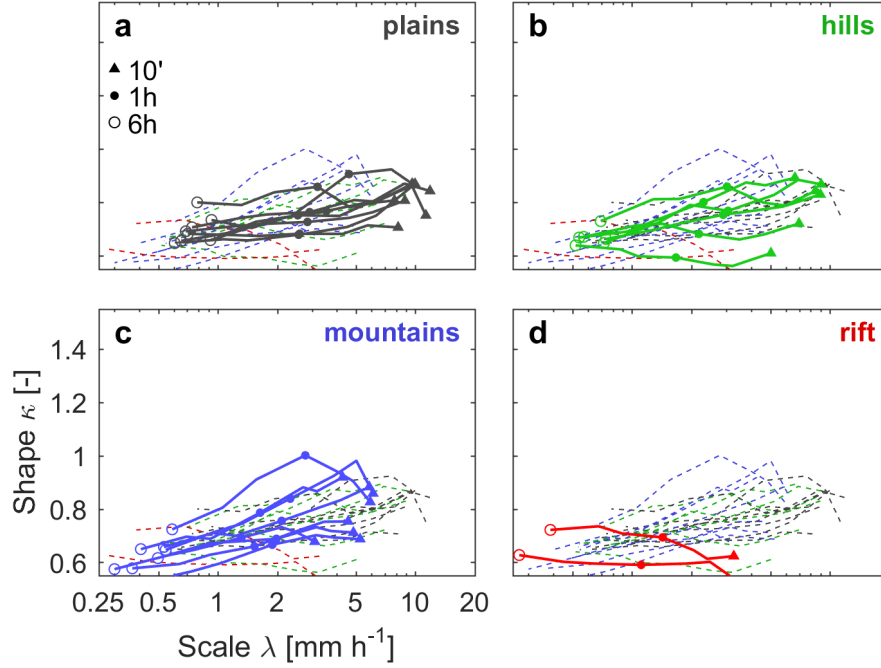 a plains
10'
1h
6h
b hills
c mountains
d rift
Shape κ [-]
1.4
1.2
1
0.8
0.6
0.25 0.5 1 2 5 10 20
Scale λ [mm h⁻¹]